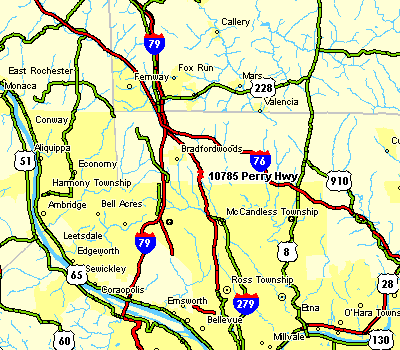 Callery
79
East Rochester
Fox Run
Fernway
Mars
Monaca
228
Valencia
Conway
Aliquippa
Bradfordwoods
51
76
Economy
10785 Perry Hwy
910
Harmony Township
Ambridge
Bell Acres
McCandless Township
Leetsdale
79
8
Edgeworth
65
Sewickley
Ross Township
28
Coraopolis
Emsworth
279
Etna
O'Hara Towns
Bellevue
60
Millvale
130